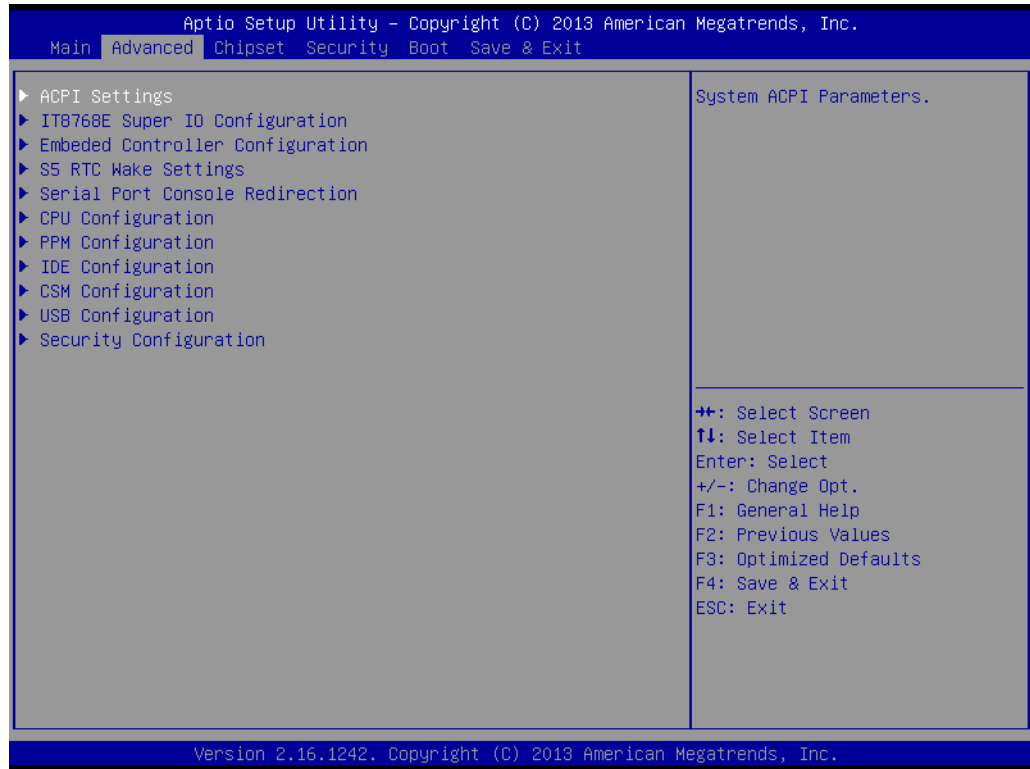 Aptio Setup Utility – Copyright (C) 2013 American Megatrends, Inc.
Main Advanced Chipset Security Boot Save & Exit
▶ ACPI Settings
▶ IT8768E Super IO Configuration
▶ Embeded Controller Configuration
▶ S5 RTC Wake Settings
▶ Serial Port Console Redirection
▶ CPU Configuration
▶ PPM Configuration
▶ IDE Configuration
▶ CSM Configuration
▶ USB Configuration
▶ Security Configuration
System ACPI Parameters.
→←: Select Screen
↑↓: Select Item
Enter: Select
+/-: Change Opt.
F1: General Help
F2: Previous Values
F3: Optimized Defaults
F4: Save & Exit
ESC: Exit
Version 2.16.1242. Copyright (C) 2013 American Megatrends, Inc.